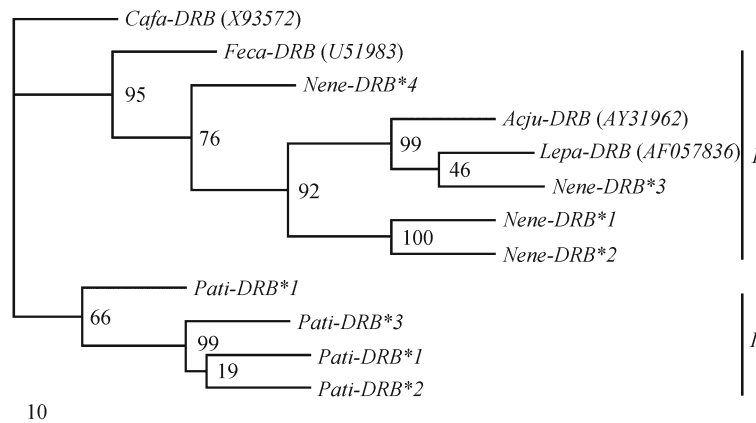 Cafa-DRB (X93572)
Feca-DRB (U51983)
95
Nene-DRB*4
76
Acju-DRB (AY31962)
99
Lepa-DRB (AF057836)
46
Nene-DRB*3
92
Nene-DRB*1
100
Nene-DRB*2
Pati-DRB*1
66
Pati-DRB*3
99
Pati-DRB*1
19
Pati-DRB*2
10